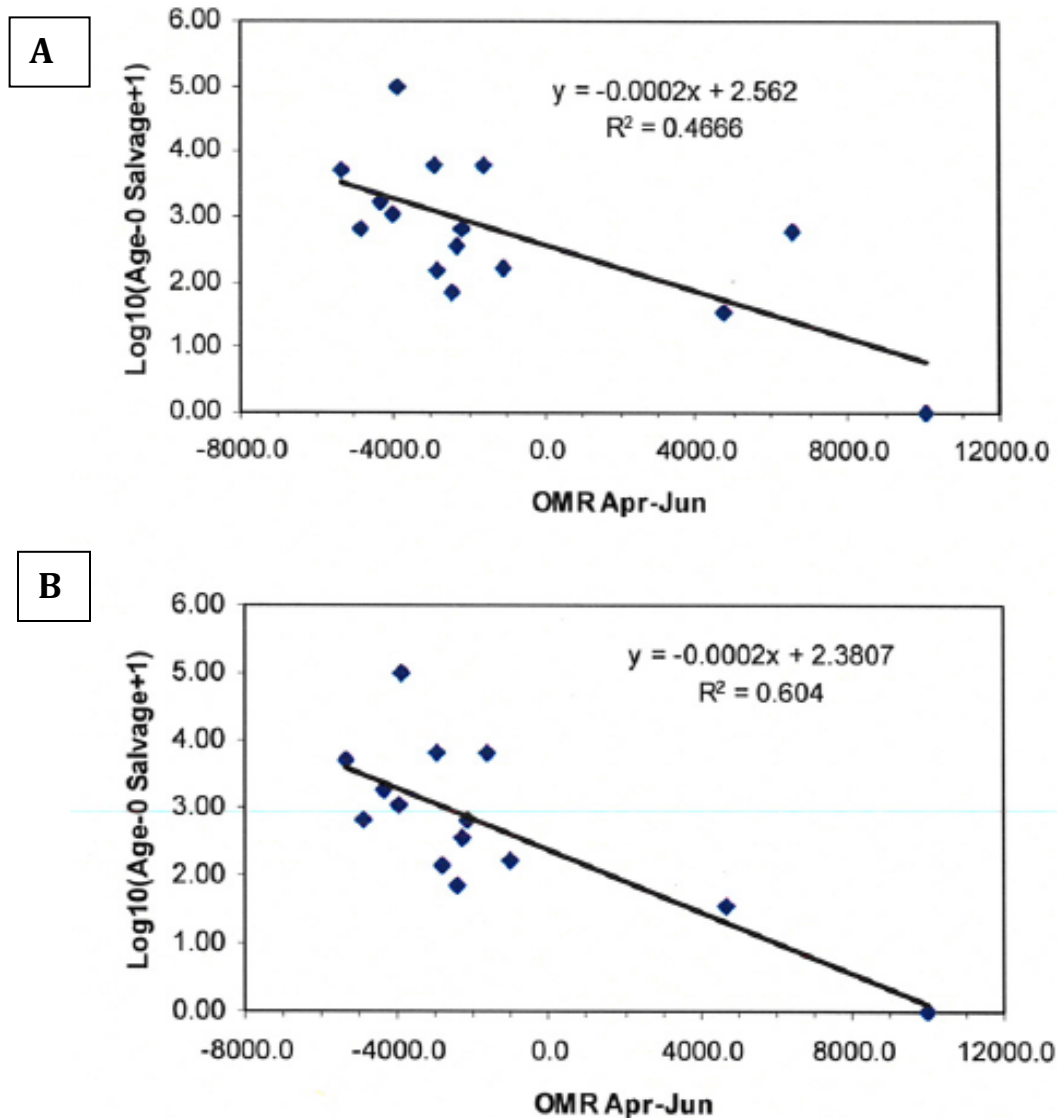 A
6.00
5.00
4.00
3.00
2.00
1.00
0.00
Log10(Age-0 Salvage+1)
y = -0.0002x + 2.562
R² = 0.4666
-8000.0 -4000.0 0.0 4000.0 8000.0 12000.0
OMR Apr-Jun
B
6.00
5.00
4.00
3.00
2.00
1.00
0.00
Log10(Age-0 Salvage+1)
y = -0.0002x + 2.3807
R² = 0.604
-8000.0 -4000.0 0.0 4000.0 8000.0 12000.0
OMR Apr-Jun